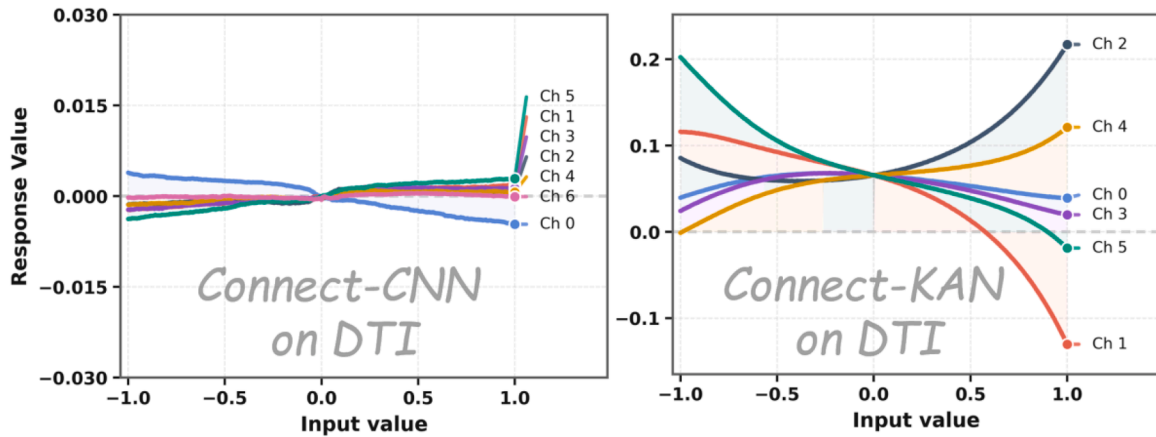 Response Value
0.030
0.015
0.000
−0.015
−0.030
−1.0
−0.5
0.0
0.5
1.0
Input value
Ch 5
Ch 1
Ch 3
Ch 2
Ch 4
Ch 6
Ch 0
Connect-CNN
on DTI
0.2
0.1
0.0
−0.1
−1.0
−0.5
0.0
0.5
1.0
Input value
Ch 2
Ch 4
Ch 0
Ch 3
Ch 5
Ch 1
Connect-KAN
on DTI